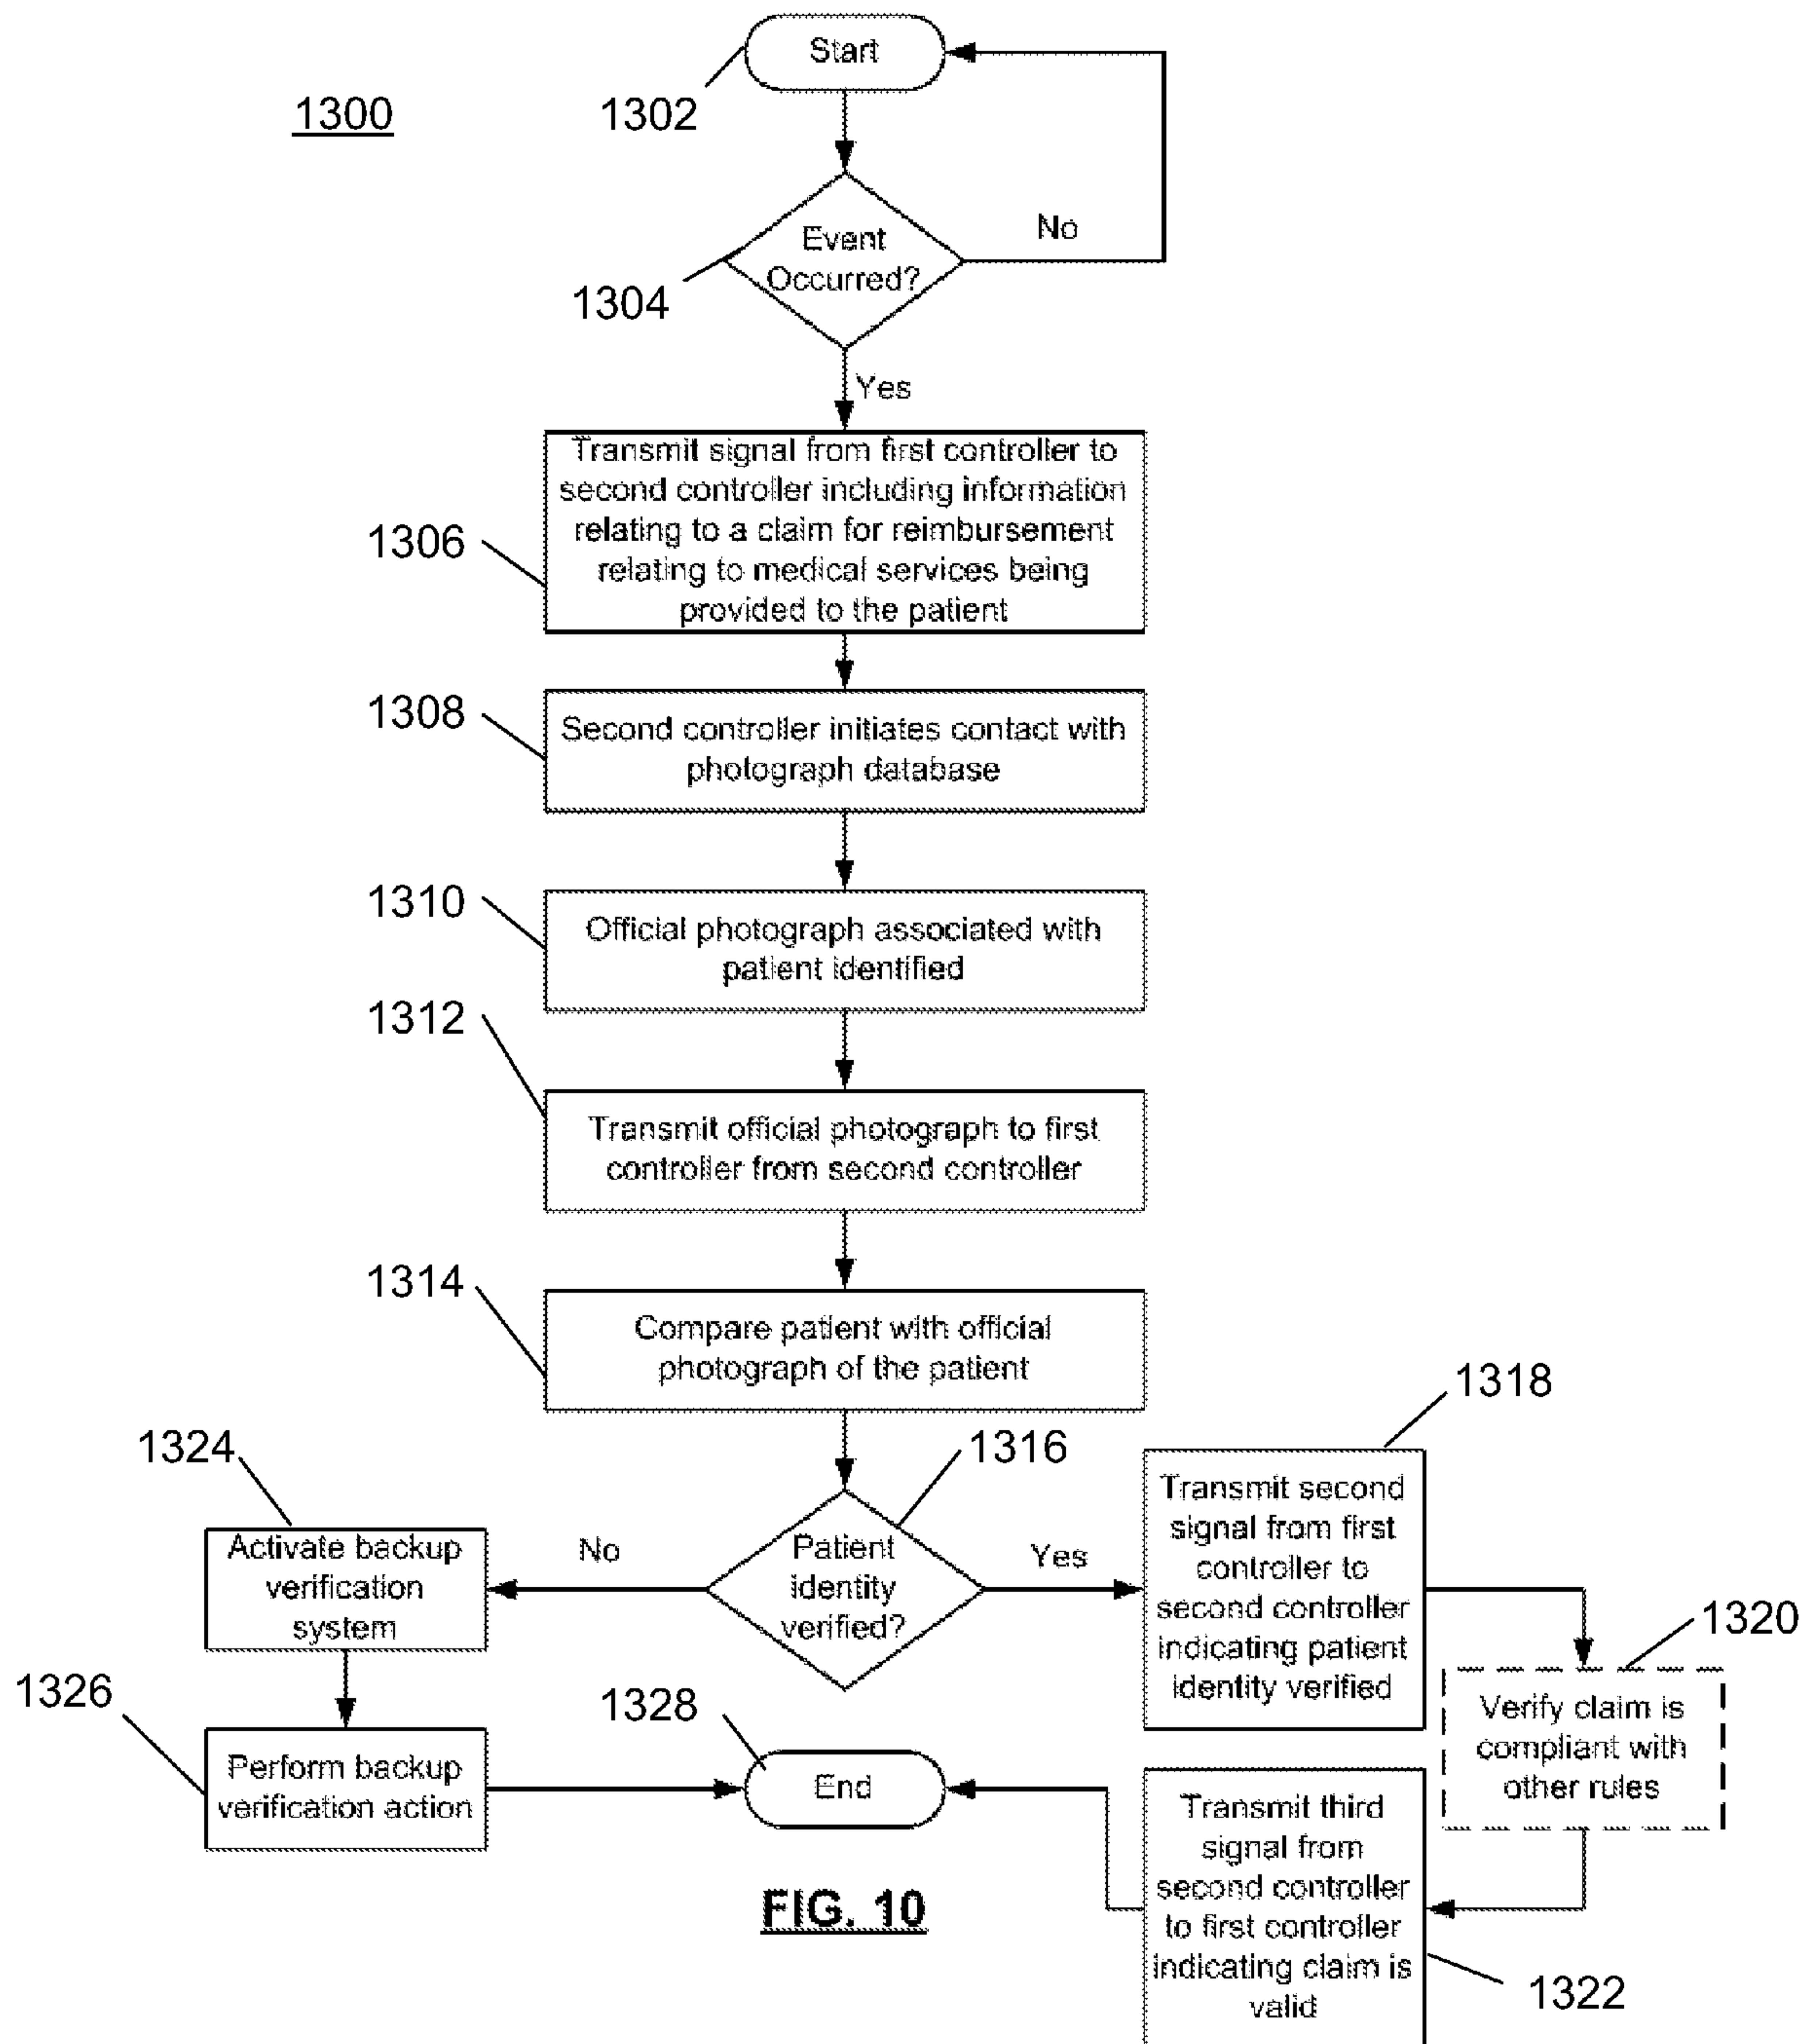 Start
1302
1300
Event
Occurred?
No
1304
Yes
Transmit signal from first controller to
second controller including information
relating to a claim for reimbursement
relating to medical services being
provided to the patient
1306
Second controller initiates contact with
photograph database
1308
Official photograph associated with
patient identified
1310
Transmit official photograph to first
controller from second controller
1312
Compare patient with official
photograph of the patient
1314
1316
Patient
identity
verified?
No
Yes
1324
Activate backup
verification
system
1318
Transmit second
signal from first
controller to
second controller
indicating patient
identity verified
1320
Verify claim is
compliant with
other rules
1326
Perform backup
verification action
1328
End
Transmit third
signal from
second controller
to first controller
indicating claim is
valid
1322
FIG. 10